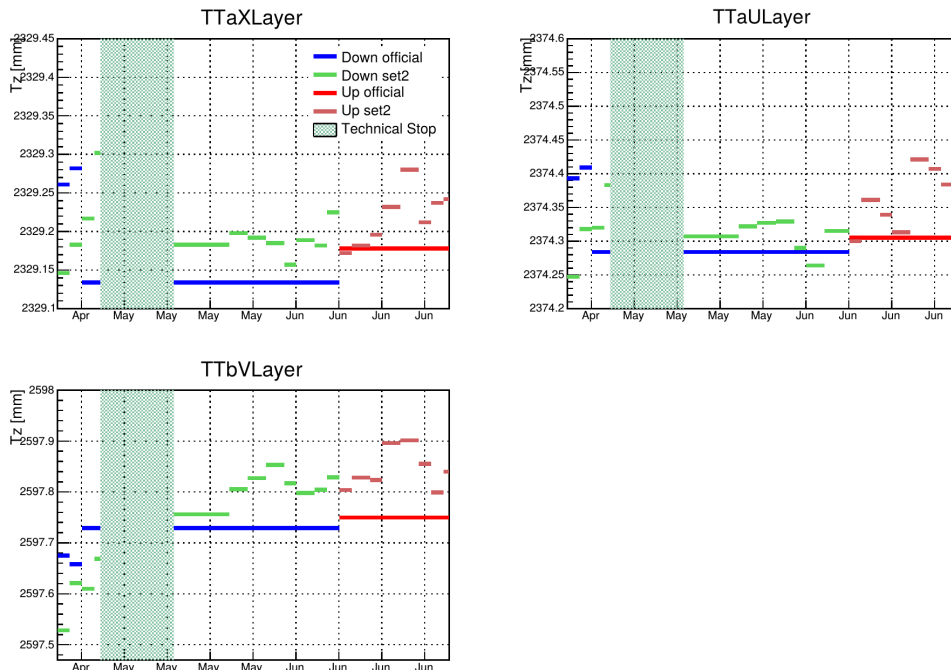 TTaXLayer
Tz [mm]
2329.45
2329.4
2329.35
2329.3
2329.25
2329.2
2329.15
2329.1
Down official
Down set2
Up official
Up set2
Technical Stop
Apr May May May May Jun Jun Jun Jun
TTaULayer
Tz [mm]
2374.6
2374.55
2374.5
2374.45
2374.4
2374.35
2374.3
2374.25
2374.2
Apr May May May May Jun Jun Jun Jun
TTbVLayer
Tz [mm]
2598
2597.9
2597.8
2597.7
2597.6
2597.5
Apr May May May May Jun Jun Jun Jun